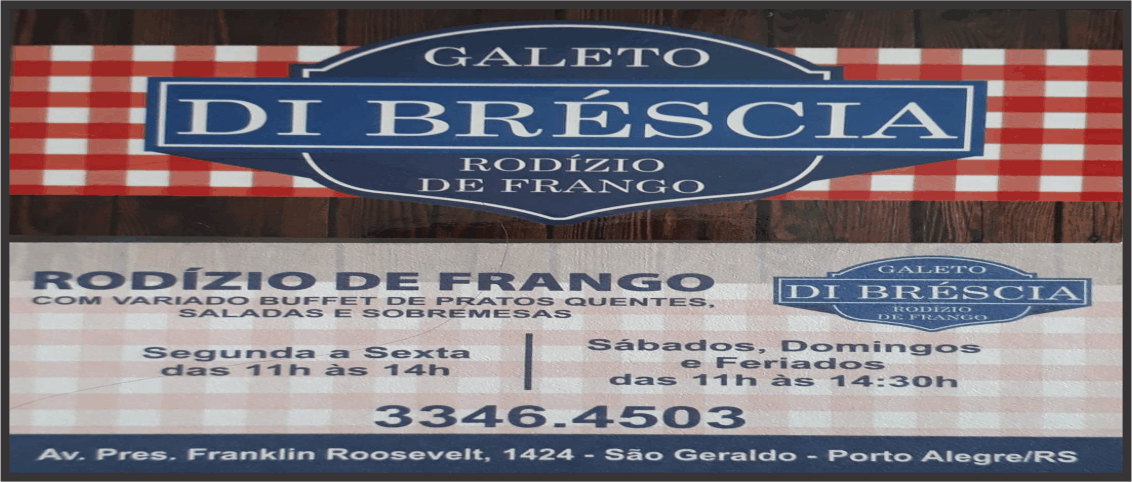 GALETO
DI BRÉSCIA
RODÍZIO
DE FRANGO
RODÍZIO DE FRANGO
COM VARIADO BUFFET DE PRATOS QUENTES,
SALADAS E SOBREMESAS
GALETO
DI BRÉSCIA
RODÍZIO
DE FRANGO
Segunda a Sexta
das 11h às 14h
Sábados, Domingos
e Feriados
das 11h às 14:30h
3346.4503
Av. Pres. Franklin Roosevelt, 1424 - São Geraldo - Porto Alegre/RS